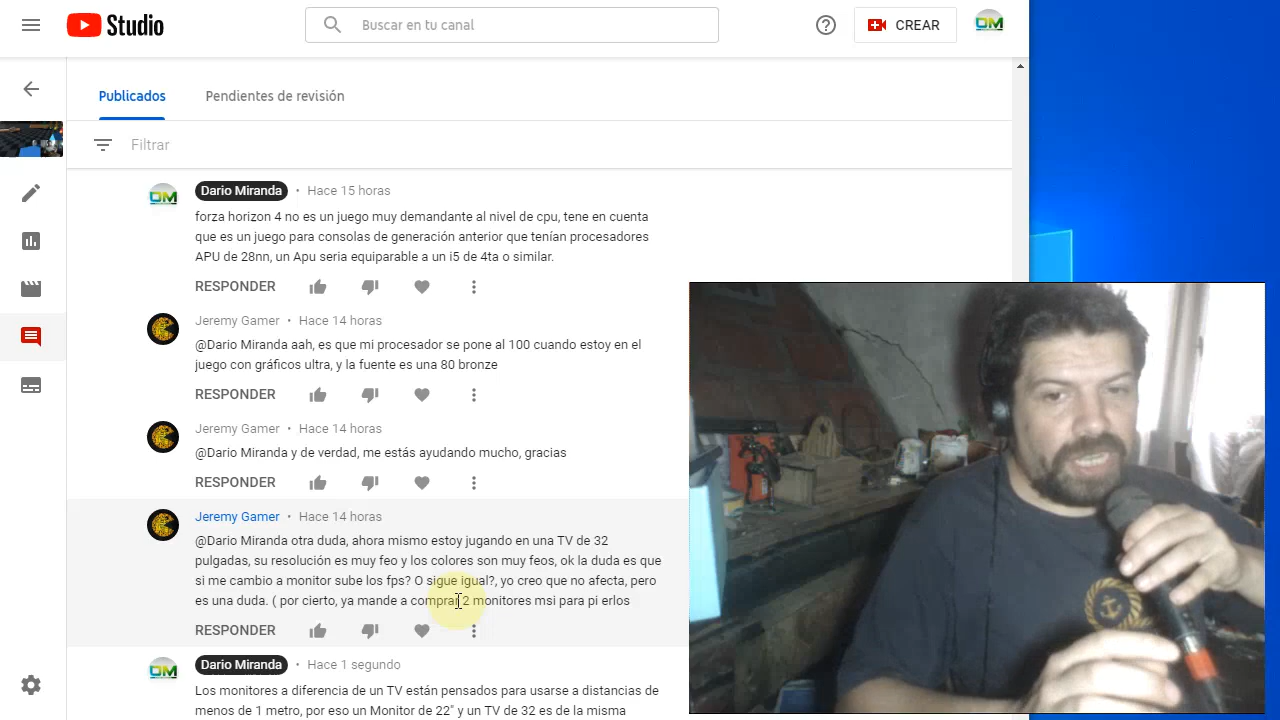 Studio
Buscar en tu canal
CREAR
Publicados
Pendientes de revisión
Filtrar
Dario Miranda • Hace 15 horas
forza horizon 4 no es un juego muy demandante al nivel de cpu, tene en cuenta
que es un juego para consolas de generación anterior que tenían procesadores
APU de 28nn, un Apu seria equiparable a un i5 de 4ta o similar.
RESPONDER
Jeremy Gamer • Hace 14 horas
@Dario Miranda aah, es que mi procesador se pone al 100 cuando estoy en el
juego con gráficos ultra, y la fuente es una 80 bronze
RESPONDER
Jeremy Gamer • Hace 14 horas
@Dario Miranda y de verdad, me estás ayudando mucho, gracias
RESPONDER
Jeremy Gamer • Hace 14 horas
@Dario Miranda otra duda, ahora mismo estoy jugando en una TV de 32
pulgadas, su resolución es muy feo y los colores son muy feos, ok la duda es que
si me cambio a monitor sube los fps? O sigue igual?, yo creo que no afecta, pero
es una duda. ( por cierto, ya mande a comprar 2 monitores msi para pi erlos
RESPONDER
Dario Miranda • Hace 1 segundo
Los monitores a diferencia de un TV están pensados para usarse a distancias de
menos de 1 metro, por eso un Monitor de 22" y un TV de 32 es de la misma